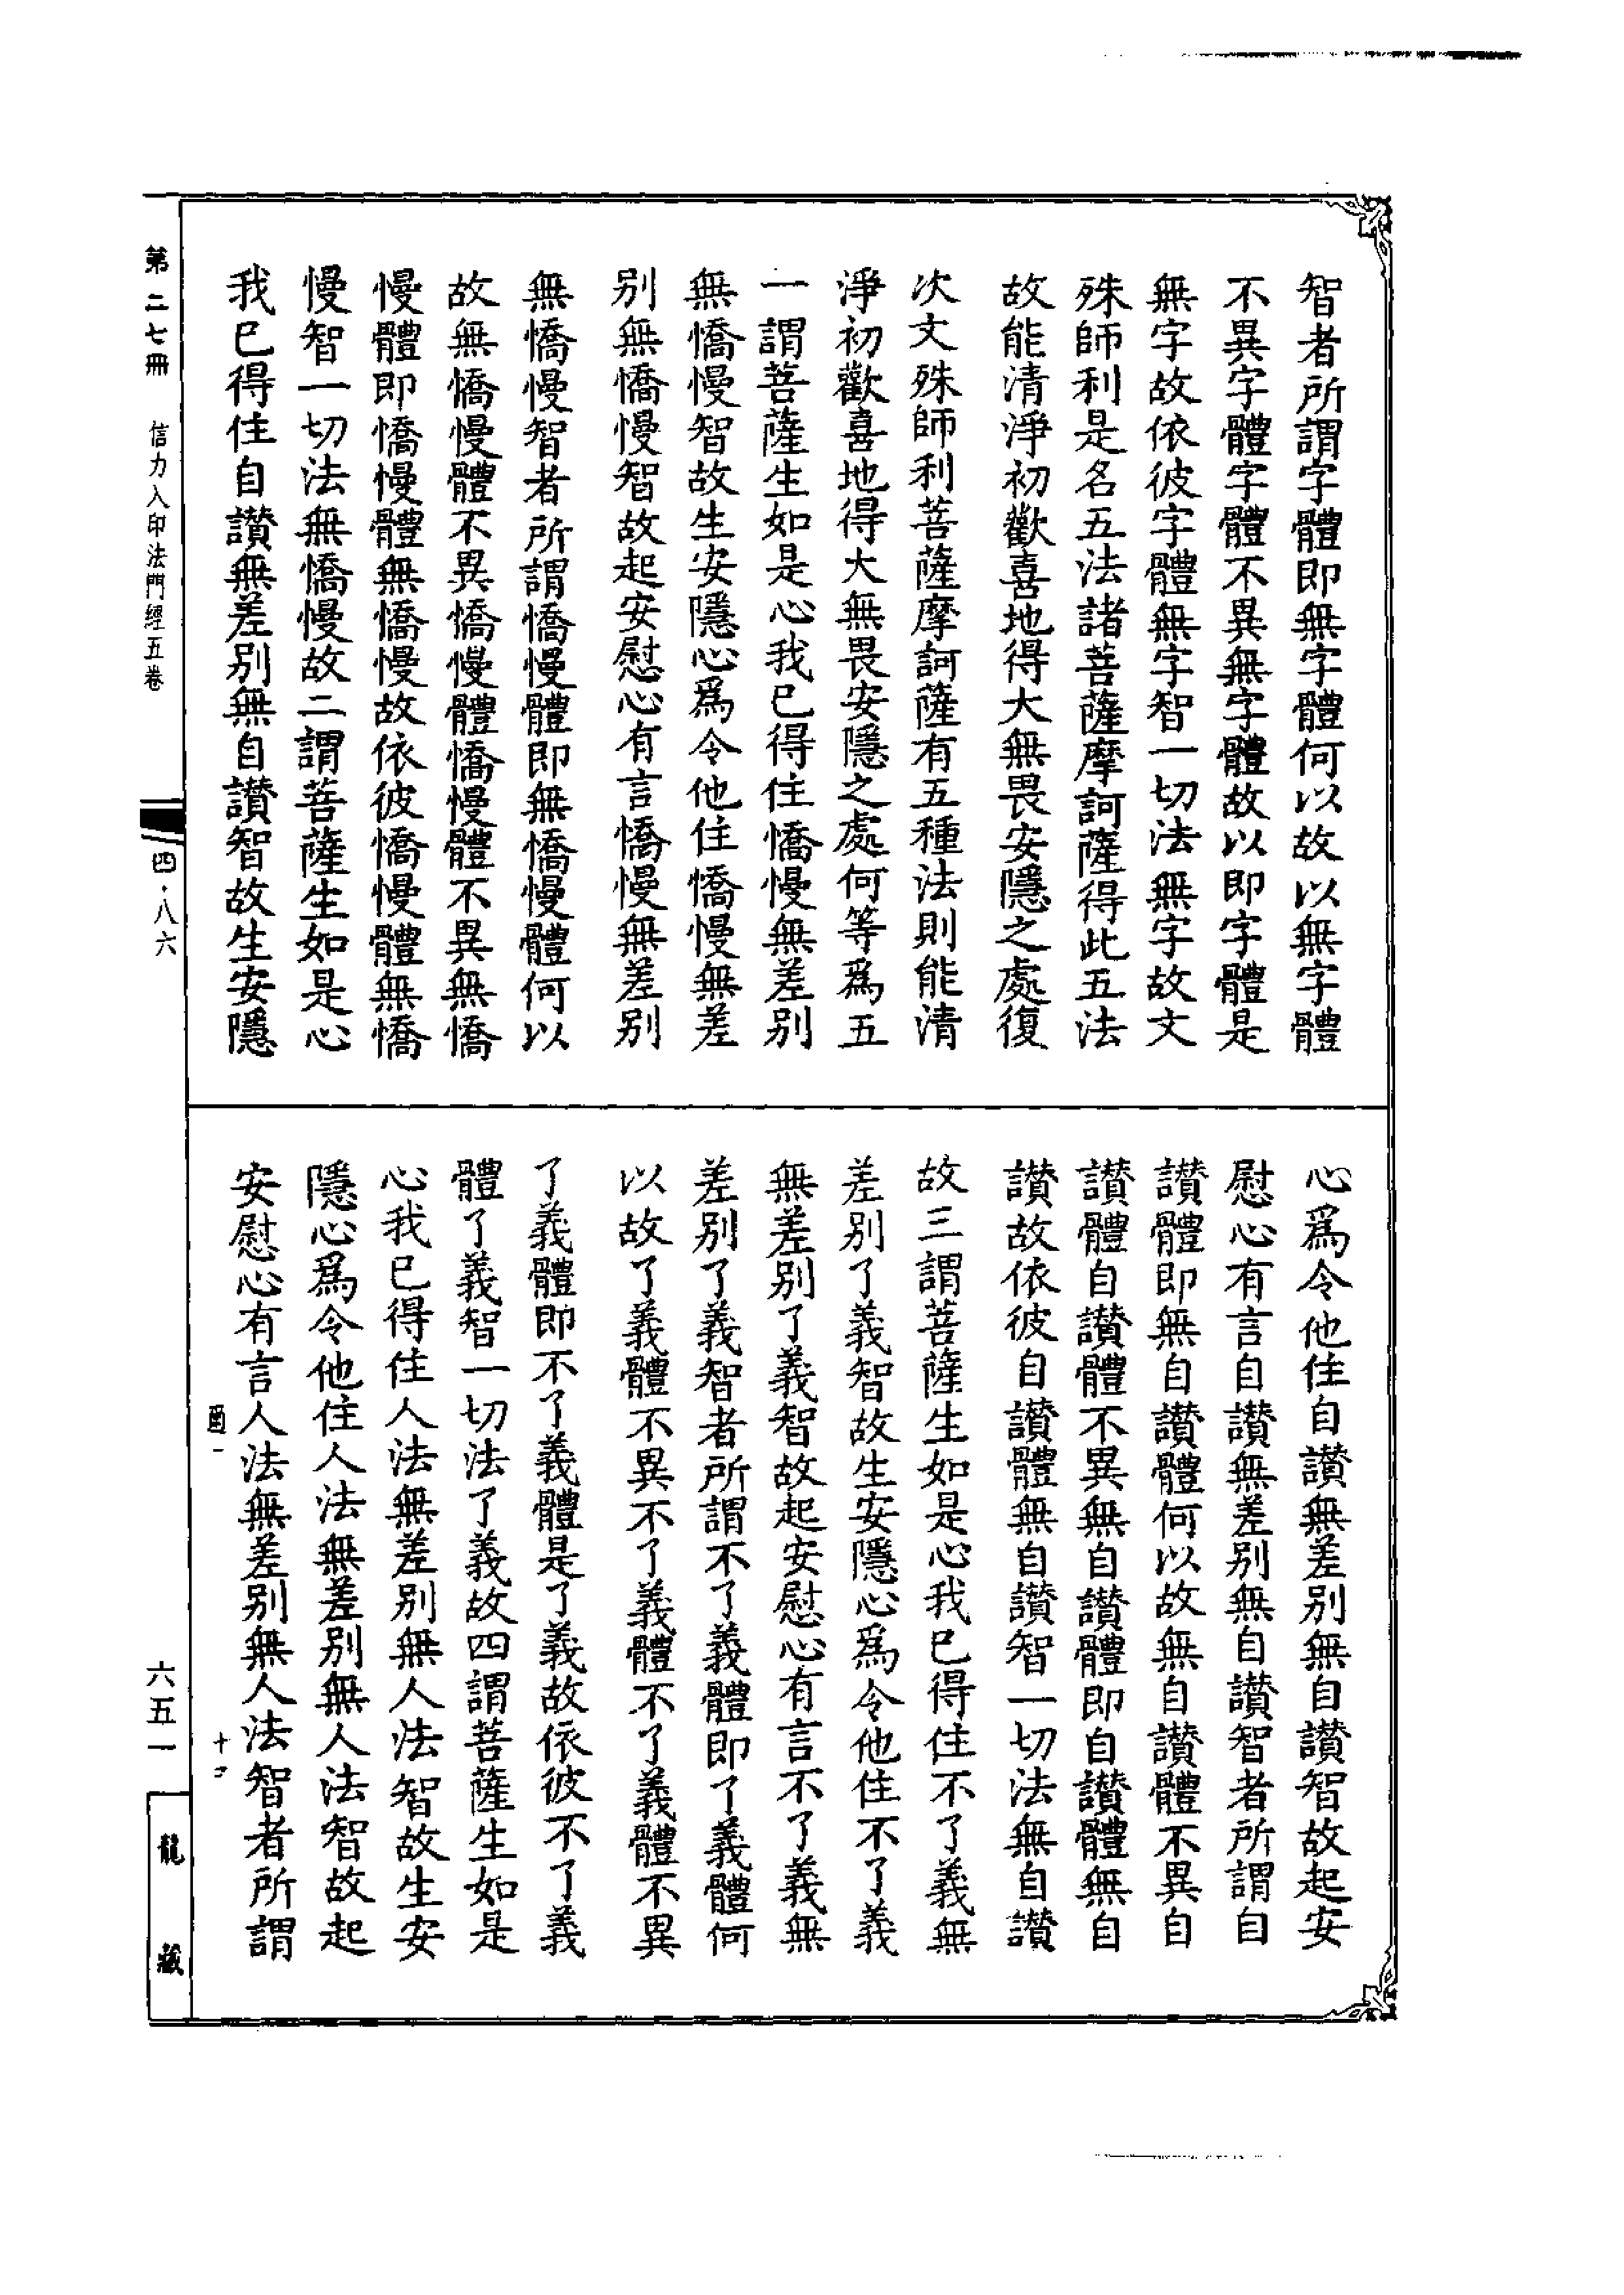 智者所謂字體即無字體何以故以無字體
不異字體字體不異無字體故以即字體是
無字故依彼字體無字智一切法無字故文
殊師利是名五法諸菩薩摩訶薩得此五法
故能清淨初歡喜地得大無畏安隱之處復
次文殊師利菩薩摩訶薩有五種法則能清
淨初歡喜地得大無畏安隱之處何等爲五
一謂菩薩生如是心我已得住憍慢無差別
無憍慢智故生安隱心爲令他住憍慢無差
別無憍慢智故起安慰心有言憍慢無差別
無憍慢智者所謂憍慢體即無憍慢體何以
故無憍慢體不異憍慢體憍慢體不異無憍
慢體即憍慢體無憍慢故依彼憍慢體無憍
慢智一切法無憍慢故二謂菩薩生如是心
我已得住自讚無差別無自讚智故生安隱
心爲令他住自讚無差別無自讚智故起安
慰心有言自讚無差別無自讚智者所謂自
讚體即無自讚體何以故無自讚體不異自
讚體自讚體不異無自讚體即自讚體無自
讚故依彼自讚體無自讚智一切法無自讚
故三謂菩薩生如是心我已得住不了義無
差別了義智故生安隱心爲令他住不了義
無差別了義智故起安慰心有言不了義無
差別了義智者所謂不了義體即了義體何
以故了義體不異不了義體不了義體不異
了義體即不了義體是了義故依彼不了義
體了義智一切法了義故四謂菩薩生如是
心我已得住人法無差別無人法智故生安
隱心爲令他住人法無差別無人法智故起
安慰心有言人法無差別無人法智者所謂
第二七冊 信力入印法門經五卷
四·八六
六五一
龍藏